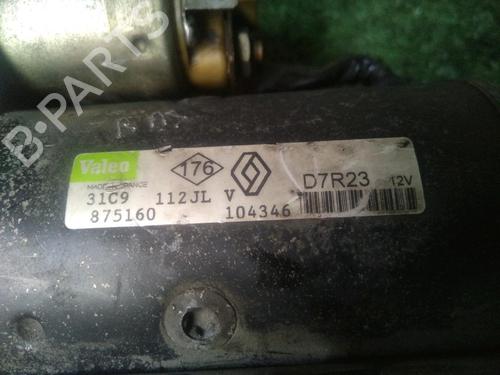 B-PARTS
Valeo 176 D7R23 12V
MADE IN FRANCE
31C9 112JL V
875160 104346